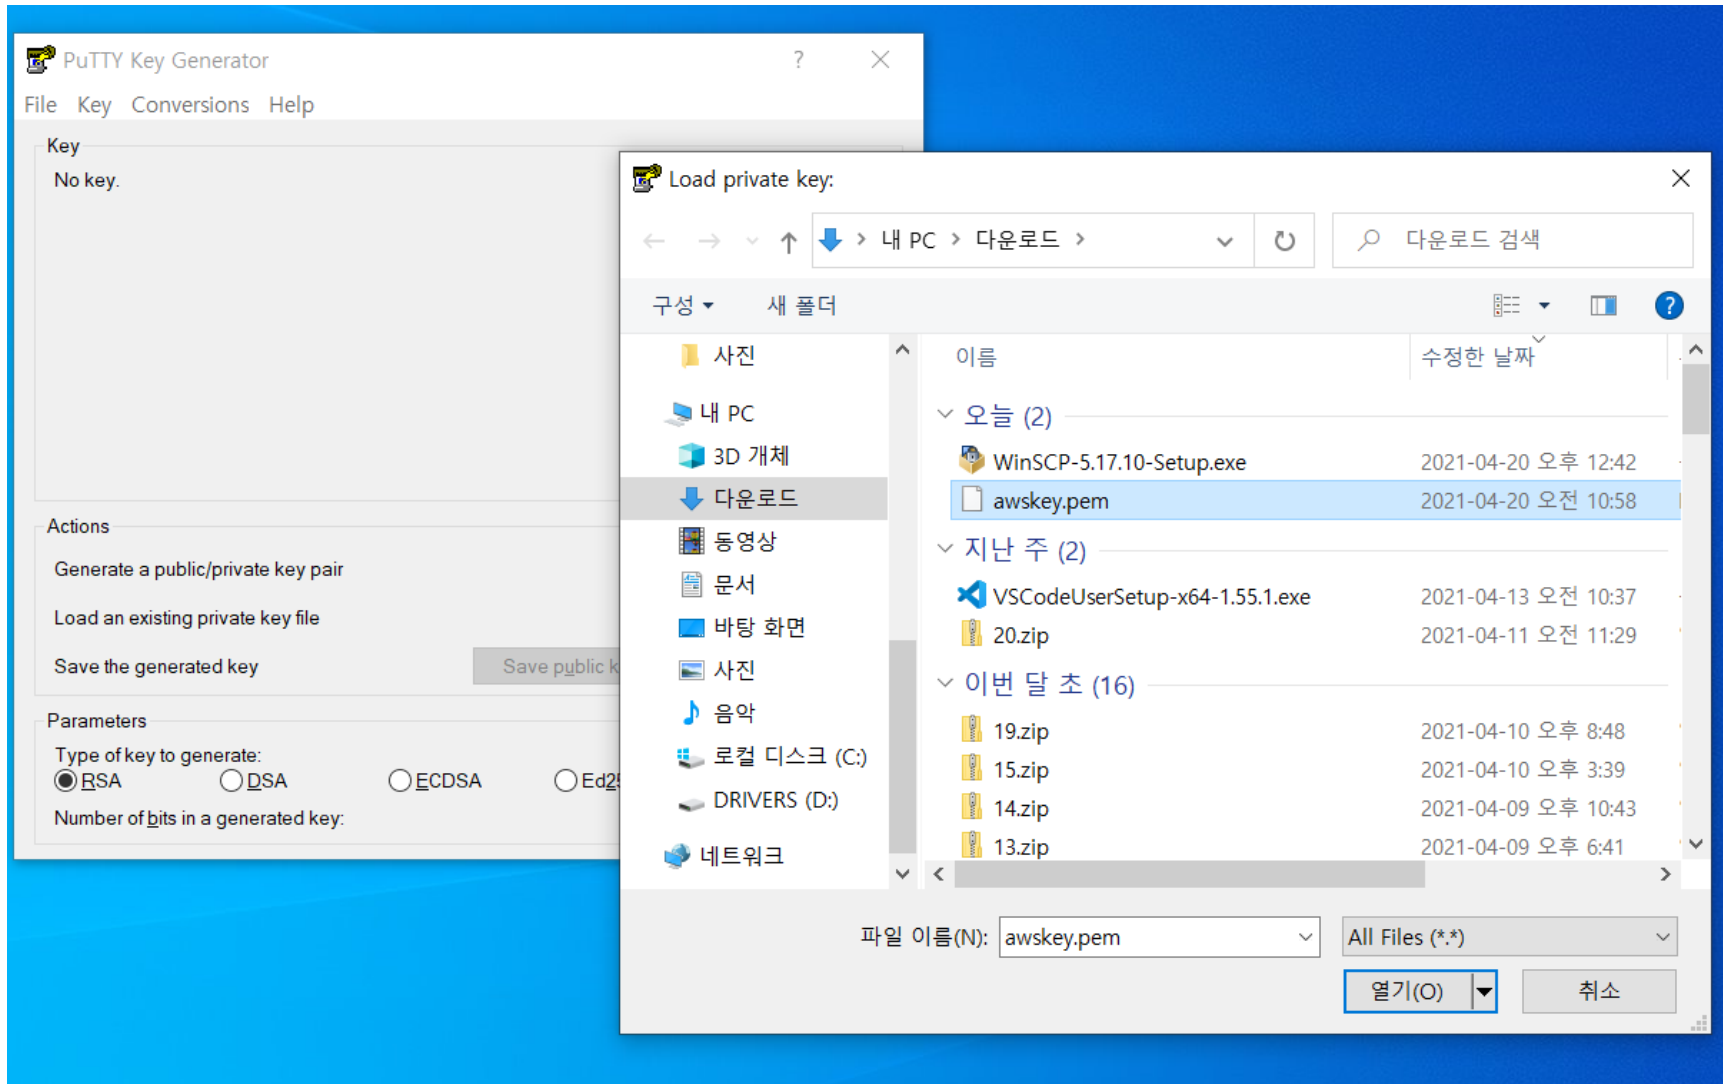 PuTTY Key Generator
?
File Key Conversions Help
Key
No key.
Actions
Generate a public/private key pair
Load an existing private key file
Save the generated key
Save public k
Parameters
Type of key to generate:
RSA DSA ECDSA Ed25
Number of bits in a generated key:
Load private key:
내 PC 다운로드
다운로드 검색
구성 새 폴더
?
사진
내 PC
3D 개체
다운로드
동영상
문서
바탕 화면
사진
음악
로컬 디스크 (C:)
DRIVERS (D:)
네트워크
이름 수정한 날짜
오늘 (2)
WinSCP-5.17.10-Setup.exe 2021-04-20 오후 12:42
awskey.pem 2021-04-20 오전 10:58
지난 주 (2)
VSCodeUserSetup-x64-1.55.1.exe 2021-04-13 오전 10:37
20.zip 2021-04-11 오전 11:29
이번 달 초 (16)
19.zip 2021-04-10 오후 8:48
15.zip 2021-04-10 오후 3:39
14.zip 2021-04-09 오후 10:43
13.zip 2021-04-09 오후 6:41
파일 이름(N): awskey.pem
All Files (*.*)
열기(O) 취소